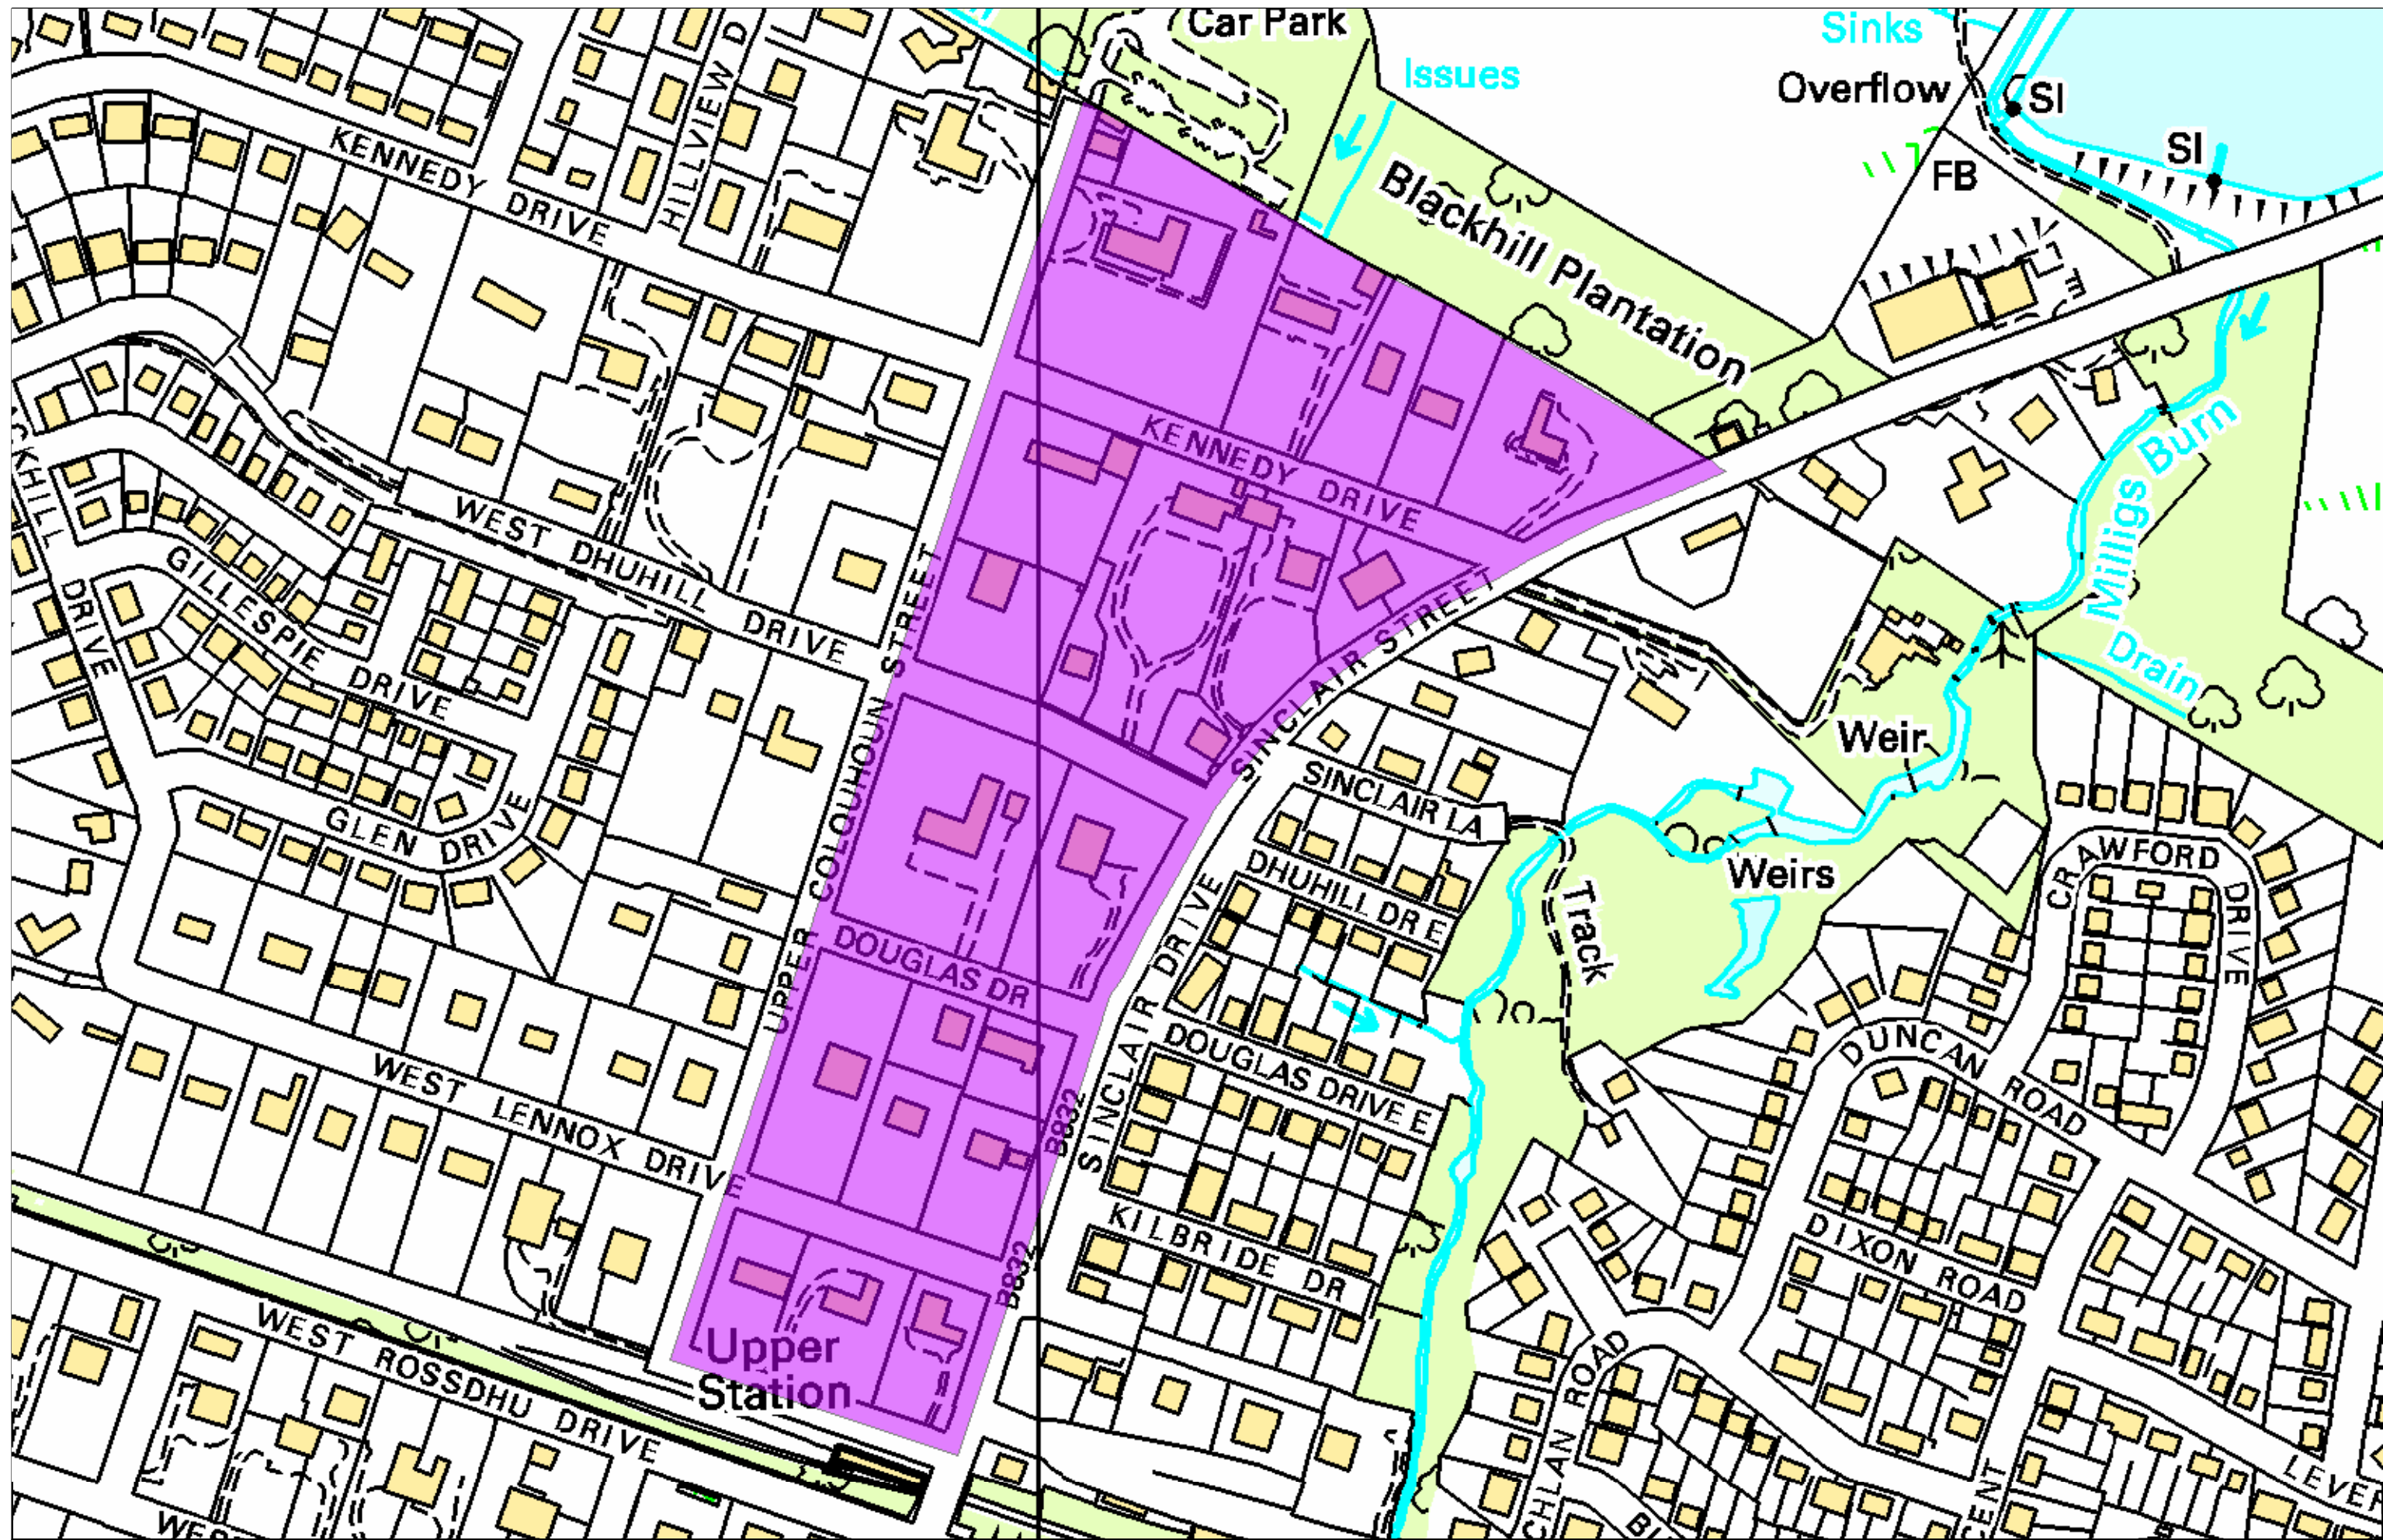 Car Park
Issues
Sinks
Overflow
SI
SI
FB
HILLVIEW D
KENNEDY DRIVE
Blackhill Plantation
KENNEDY DRIVE
Milligs Burn
Drain
WEST DHUHILL DRIVE
GILLESPIE DRIVE
DRIVE
UPPER COLQUHOUN STREET
SINCLAIR STREET
SINCLAIR LA
Weir
Weirs
GLEN DRIVE
DHUHILL DR E
Track
CRAWFORD DRIVE
DOUGLAS DR
SINCLAIR DRIVE
DOUGLAS DRIVE E
DUNCAN ROAD
WEST LENNOX DRIVE
B832
B832
KILBRIDE DR
DIXON ROAD
Upper
Station
WEST ROSSDHU DRIVE